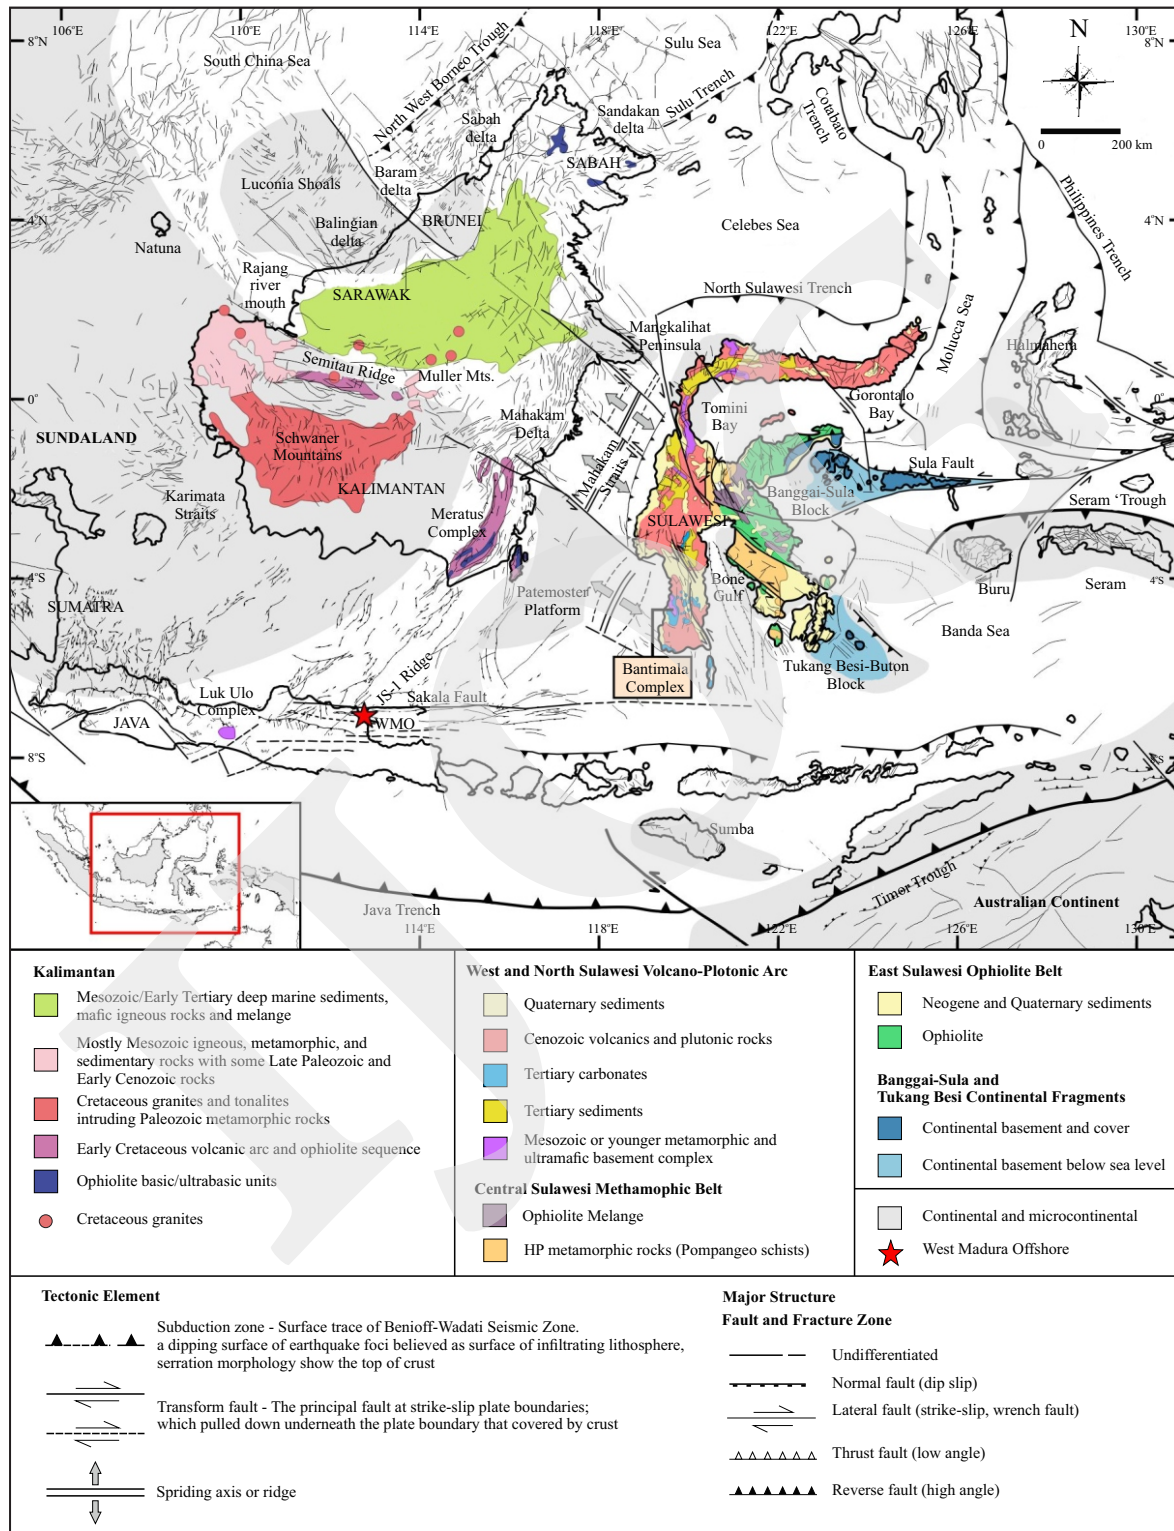 106°E
110°E
114°E
118°E
122°E
126°E
130°E
8°N
8°N
N
0
200 km
South China Sea
North West Borneo Trough
Sulu Sea
Sulu Trench
Cotabato
Trench
Sabah
delta
Sandakan
delta
SABAH
Baram
delta
Luconia Shoals
BRUNEI
Balingian
delta
4°N
4°N
Natuna
Celebes Sea
Philippines Trench
Rajang
river
mouth
SARAWAK
North Sulawesi Trench
Mangkalihat
Peninsula
Molucca Sea
Halmahera
Semitau Ridge
Muller Mts.
0°
0°
Tomini
Bay
Gorontalo
Bay
Mahakam
Delta
Mahakam
Straits
SUNDALAND
Schwaner
Mountains
KALIMANTAN
Sula Fault
Banggai-Sula
Block
Karimata
Straits
Meratus
Complex
SULAWESI
Seram 'Trough
4°S
4°S
Buru
Seram
SUMATRA
Paternoster
Platform
Bone
Gulf
Banda Sea
Bantimala
Complex
Tukang Besi-Buton
Block
Luk Ulo
Complex
JS-1 Ridge
Sakala Fault
JAVA
WMO
8°S
8°S
Sumba
Timor Trough
Java Trench
Australian Continent
114°E
118°E
122°E
126°E
130°E
Kalimantan
Mesozoic/Early Tertiary deep marine sediments,
mafic igneous rocks and melange
Mostly Mesozoic igneous, metamorphic, and
sedimentary rocks with some Late Paleozoic and
Early Cenozoic rocks
Cretaceous granites and tonalites
intruding Paleozoic metamorphic rocks
Early Cretaceous volcanic arc and ophiolite sequence
Ophiolite basic/ultrabasic units
Cretaceous granites
West and North Sulawesi Volcano-Plotonic Arc
Quaternary sediments
Cenozoic volcanics and plutonic rocks
Tertiary carbonates
Tertiary sediments
Mesozoic or younger metamorphic and
ultramafic basement complex
Central Sulawesi Methamophic Belt
Ophiolite Melange
HP metamorphic rocks (Pompangeo schists)
East Sulawesi Ophiolite Belt
Neogene and Quaternary sediments
Ophiolite
Banggai-Sula and
Tukang Besi Continental Fragments
Continental basement and cover
Continental basement below sea level
Continental and microcontinental
West Madura Offshore
Tectonic Element
Subduction zone - Surface trace of Benioff-Wadati Seismic Zone.
a dipping surface of earthquake foci believed as surface of infiltrating lithosphere,
serration morphology show the top of crust
Transform fault - The principal fault at strike-slip plate boundaries;
which pulled down underneath the plate boundary that covered by crust
Spriding axis or ridge
Major Structure
Fault and Fracture Zone
Undifferentiated
Normal fault (dip slip)
Lateral fault (strike-slip, wrench fault)
Thrust fault (low angle)
Reverse fault (high angle)